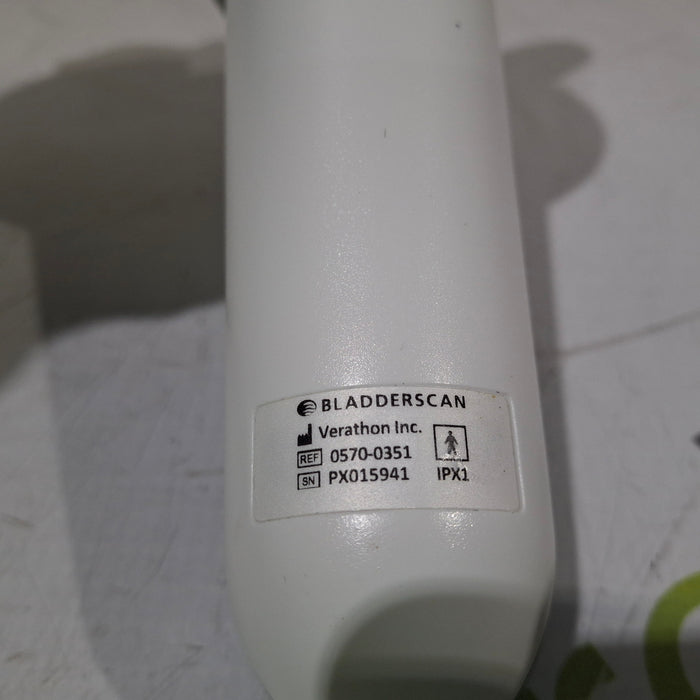 BLADDERSCAN
Verathon Inc.
REF 0570-0351
SN PX015941 IPX1